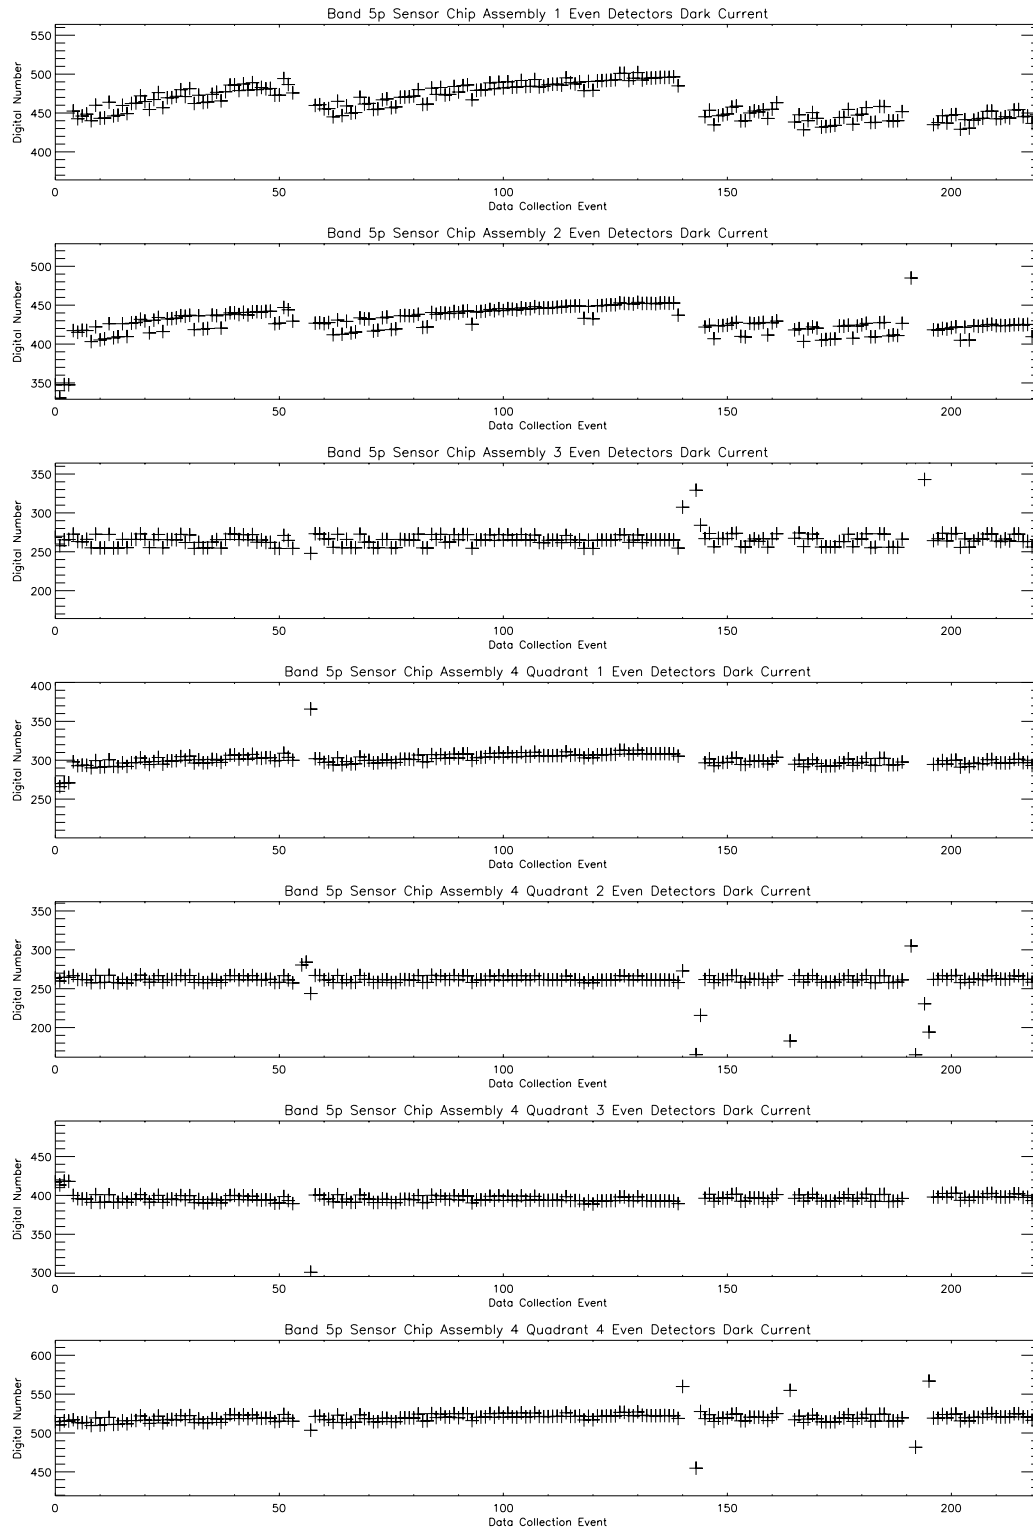 Band 5p Sensor Chip Assembly 1 Even Detectors Dark Current
550
500
450
400
Digital Number
0 50 100 150 200
Data Collection Event
Band 5p Sensor Chip Assembly 2 Even Detectors Dark Current
500
450
400
350
Digital Number
0 50 100 150 200
Data Collection Event
Band 5p Sensor Chip Assembly 3 Even Detectors Dark Current
350
300
250
200
Digital Number
0 50 100 150 200
Data Collection Event
Band 5p Sensor Chip Assembly 4 Quadrant 1 Even Detectors Dark Current
400
350
300
250
Digital Number
0 50 100 150 200
Data Collection Event
Band 5p Sensor Chip Assembly 4 Quadrant 2 Even Detectors Dark Current
350
300
250
200
Digital Number
0 50 100 150 200
Data Collection Event
Band 5p Sensor Chip Assembly 4 Quadrant 3 Even Detectors Dark Current
450
400
350
300
Digital Number
0 50 100 150 200
Data Collection Event
Band 5p Sensor Chip Assembly 4 Quadrant 4 Even Detectors Dark Current
600
550
500
450
Digital Number
0 50 100 150 200
Data Collection Event